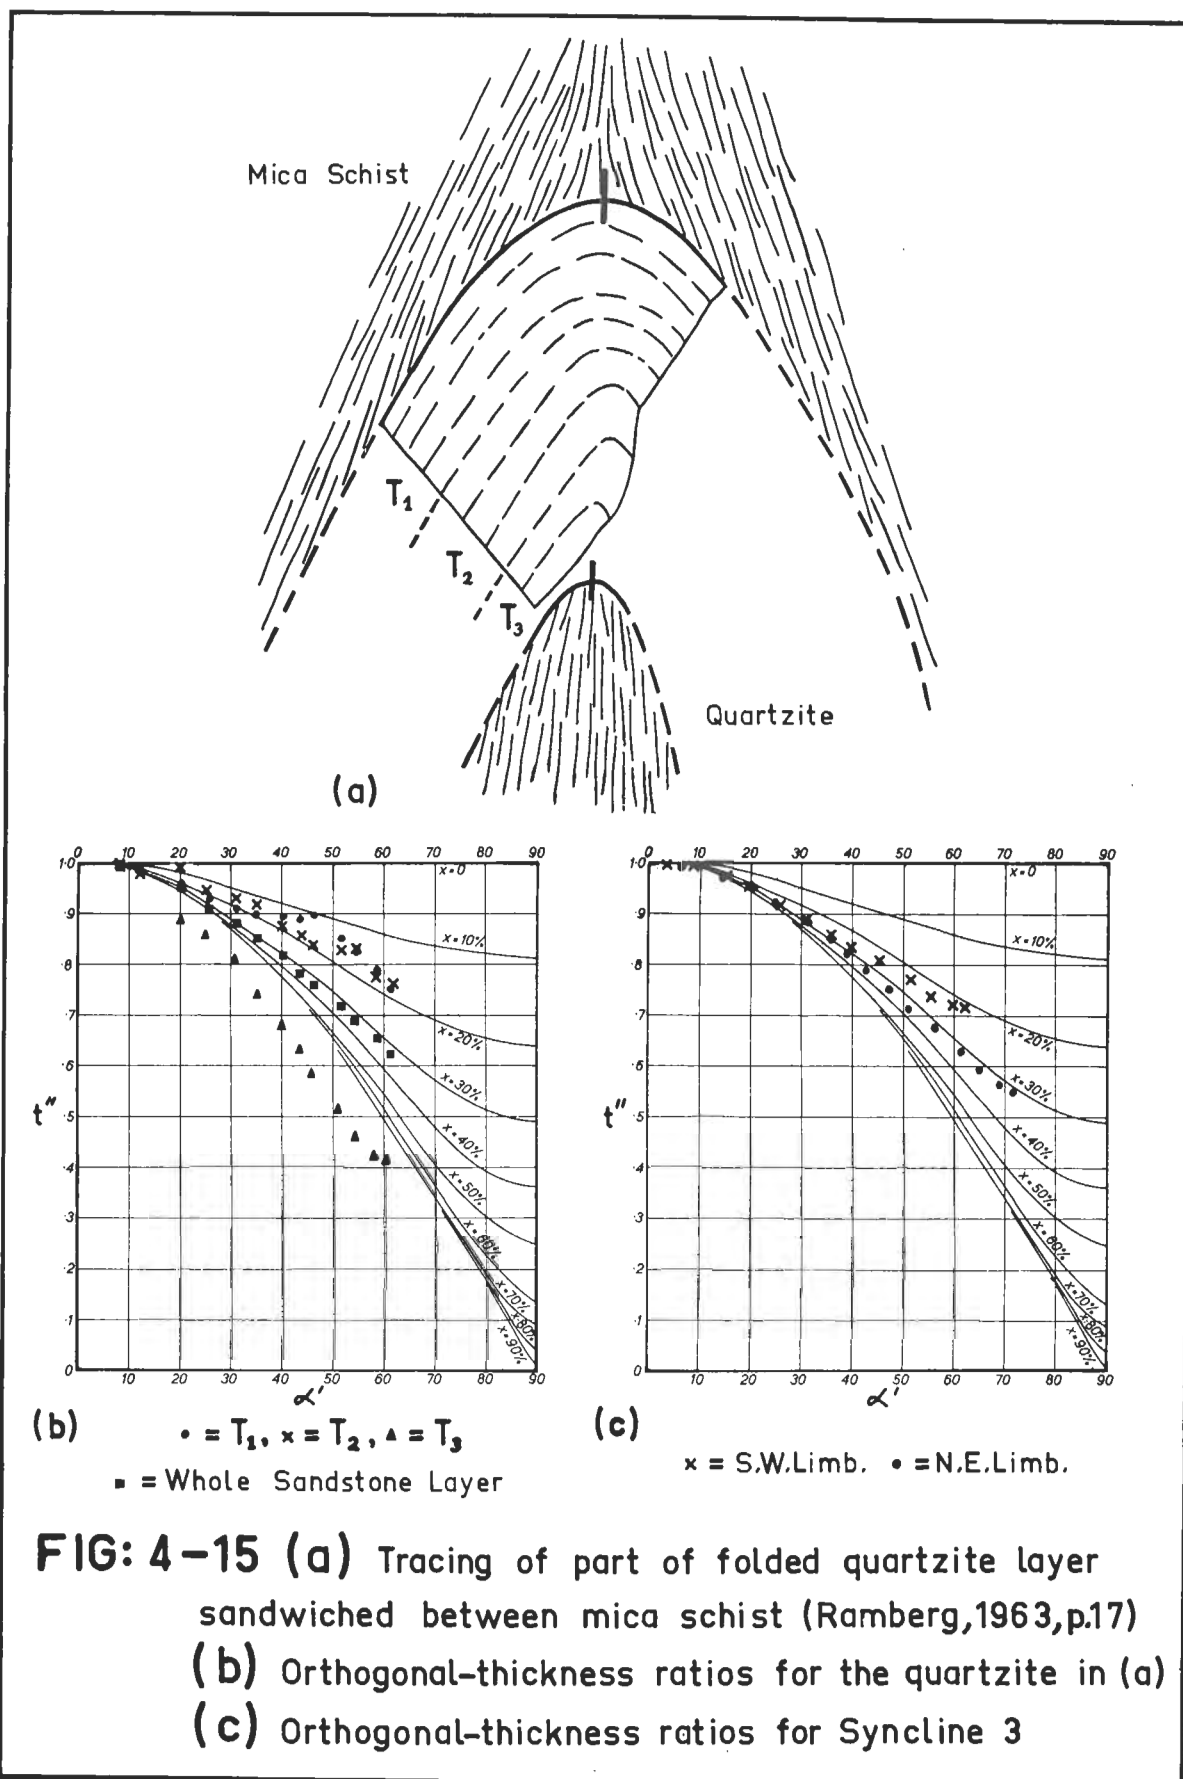 Mica Schist
T₁
T₂
T₃
Quartzite
(a)
0 10 20 30 40 50 60 70 80 90
1·0
·9
·8
·7
·6
·5
·4
·3
·2
·1
0
t″
x=0
x=10%
x=20%
x=30%
x=40%
x=50%
x=60%
x=70%
x=80%
x=90%
10 20 30 40 50 60 70 80 90
α'
(b)
• = T₁, × = T₂, ▲ = T₃
■ = Whole Sandstone Layer
0 10 20 30 40 50 60 70 80 90
1·0
·9
·8
·7
·6
·5
·4
·3
·2
·1
0
t″
x=0
x=10%
x=20%
x=30%
x=40%
x=50%
x=60%
x=70%
x=80%
x=90%
10 20 30 40 50 60 70 80 90
α'
(c)
× = S.W.Limb. • = N.E.Limb.
FIG: 4-15 (a) Tracing of part of folded quartzite layer
sandwiched between mica schist (Ramberg,1963,p.17)
(b) Orthogonal-thickness ratios for the quartzite in (a)
(c) Orthogonal-thickness ratios for Syncline 3